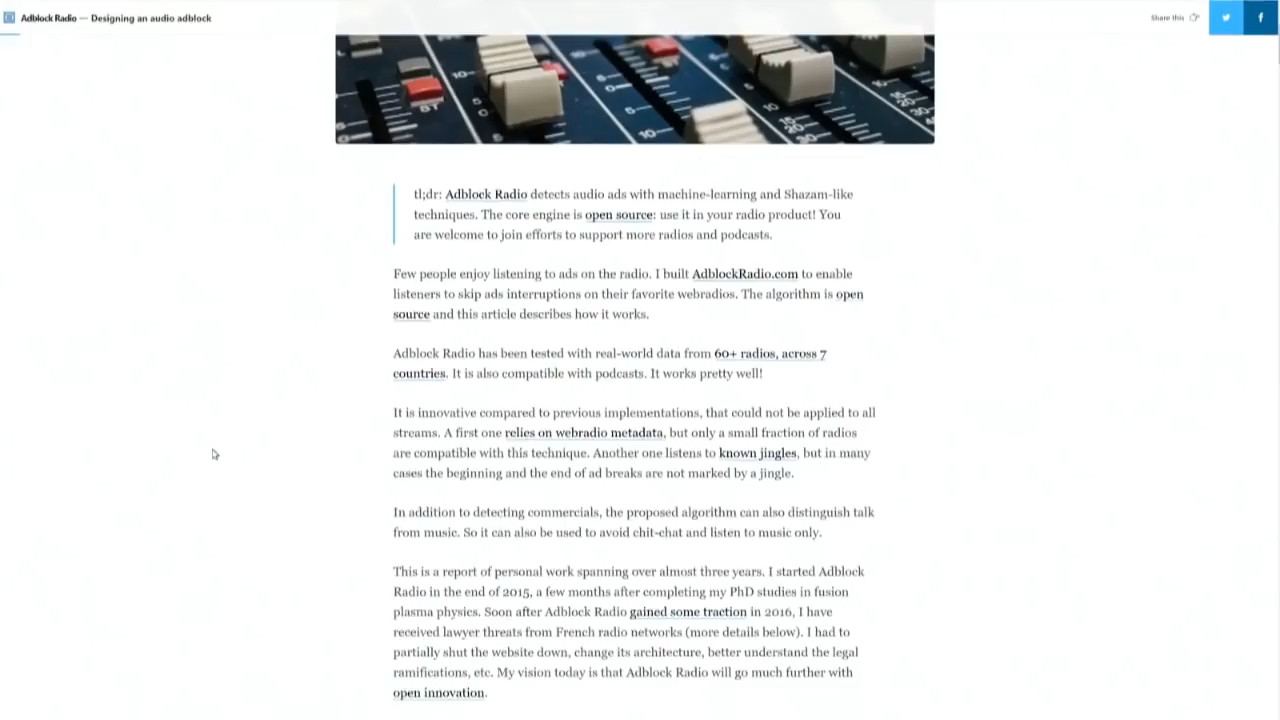 Adblock Radio — Designing an audio adblock
Share this
tl;dr: Adblock Radio detects audio ads with machine-learning and Shazam-like
techniques. The core engine is open source: use it in your radio product! You
are welcome to join efforts to support more radios and podcasts.
Few people enjoy listening to ads on the radio. I built AdblockRadio.com to enable
listeners to skip ads interruptions on their favorite webradios. The algorithm is open
source and this article describes how it works.
Adblock Radio has been tested with real-world data from 60+ radios, across 7
countries. It is also compatible with podcasts. It works pretty well!
It is innovative compared to previous implementations, that could not be applied to all
streams. A first one relies on webradio metadata, but only a small fraction of radios
are compatible with this technique. Another one listens to known jingles, but in many
cases the beginning and the end of ad breaks are not marked by a jingle.
In addition to detecting commercials, the proposed algorithm can also distinguish talk
from music. So it can also be used to avoid chit-chat and listen to music only.
This is a report of personal work spanning over almost three years. I started Adblock
Radio in the end of 2015, a few months after completing my PhD studies in fusion
plasma physics. Soon after Adblock Radio gained some traction in 2016, I have
received lawyer threats from French radio networks (more details below). I had to
partially shut the website down, change its architecture, better understand the legal
ramifications, etc. My vision today is that Adblock Radio will go much further with
open innovation.